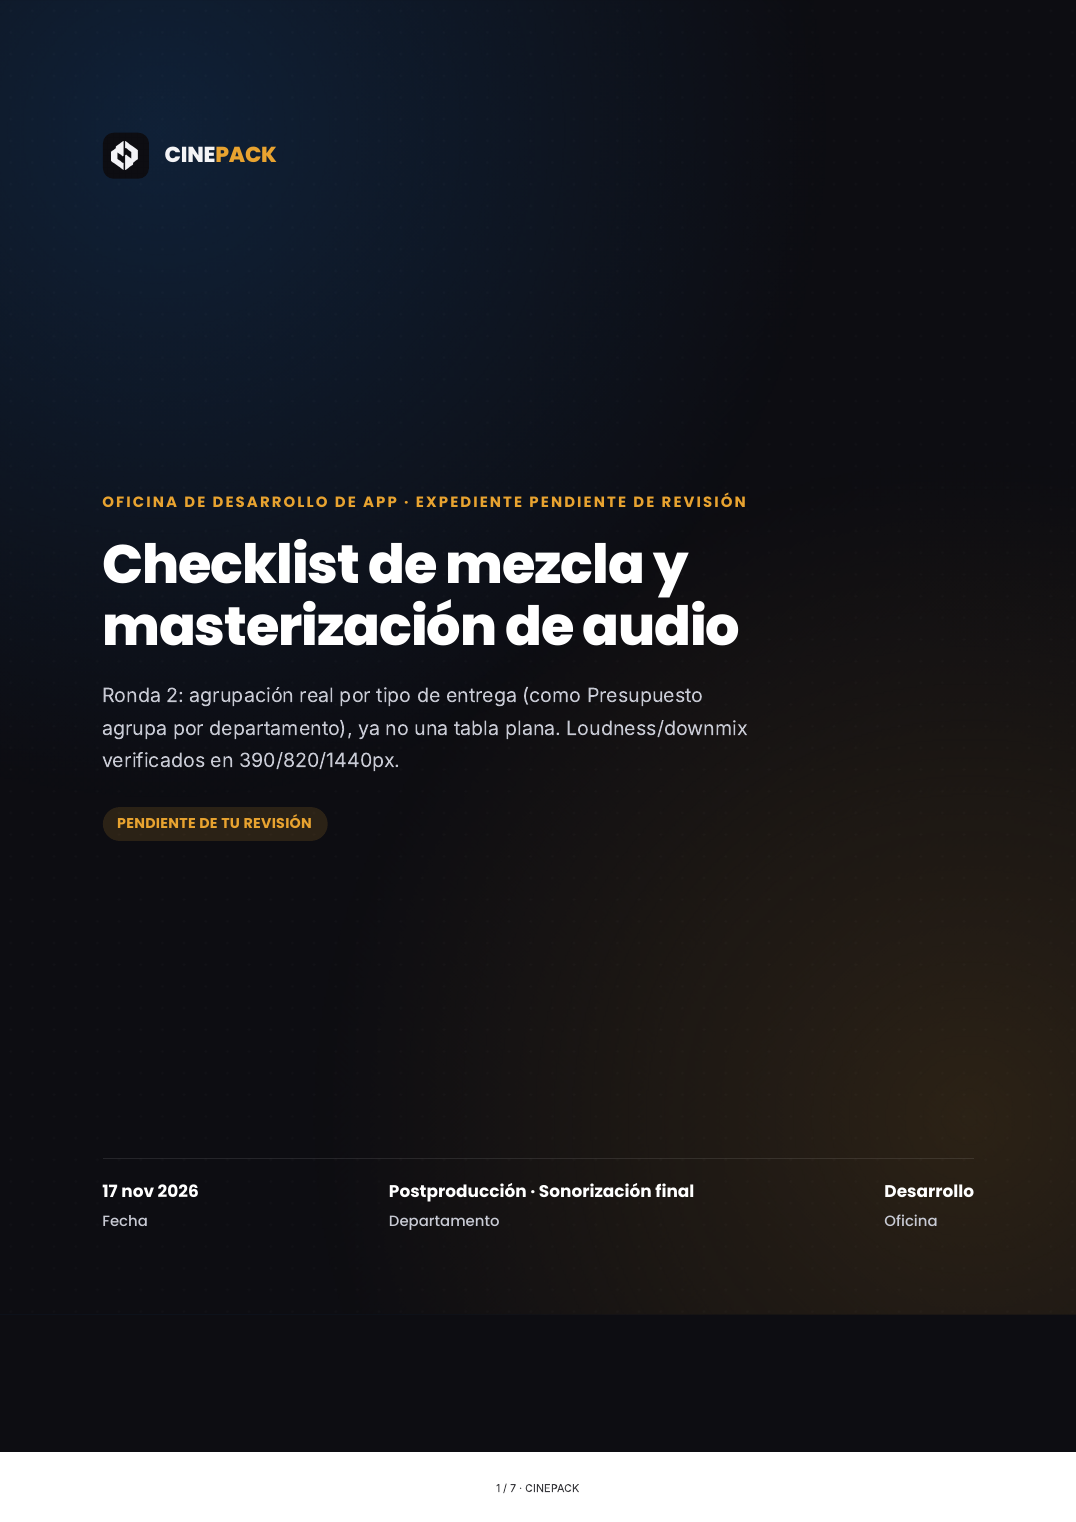 CINEPACK
OFICINA DE DESARROLLO DE APP · EXPEDIENTE PENDIENTE DE REVISIÓN
Checklist de mezcla y
masterización de audio
Ronda 2: agrupación real por tipo de entrega (como Presupuesto
agrupa por departamento), ya no una tabla plana. Loudness/downmix
verificados en 390/820/1440px.
PENDIENTE DE TU REVISIÓN
17 nov 2026
Fecha
Postproducción · Sonorización final
Departamento
Desarrollo
Oficina
1 / 7 · CINEPACK